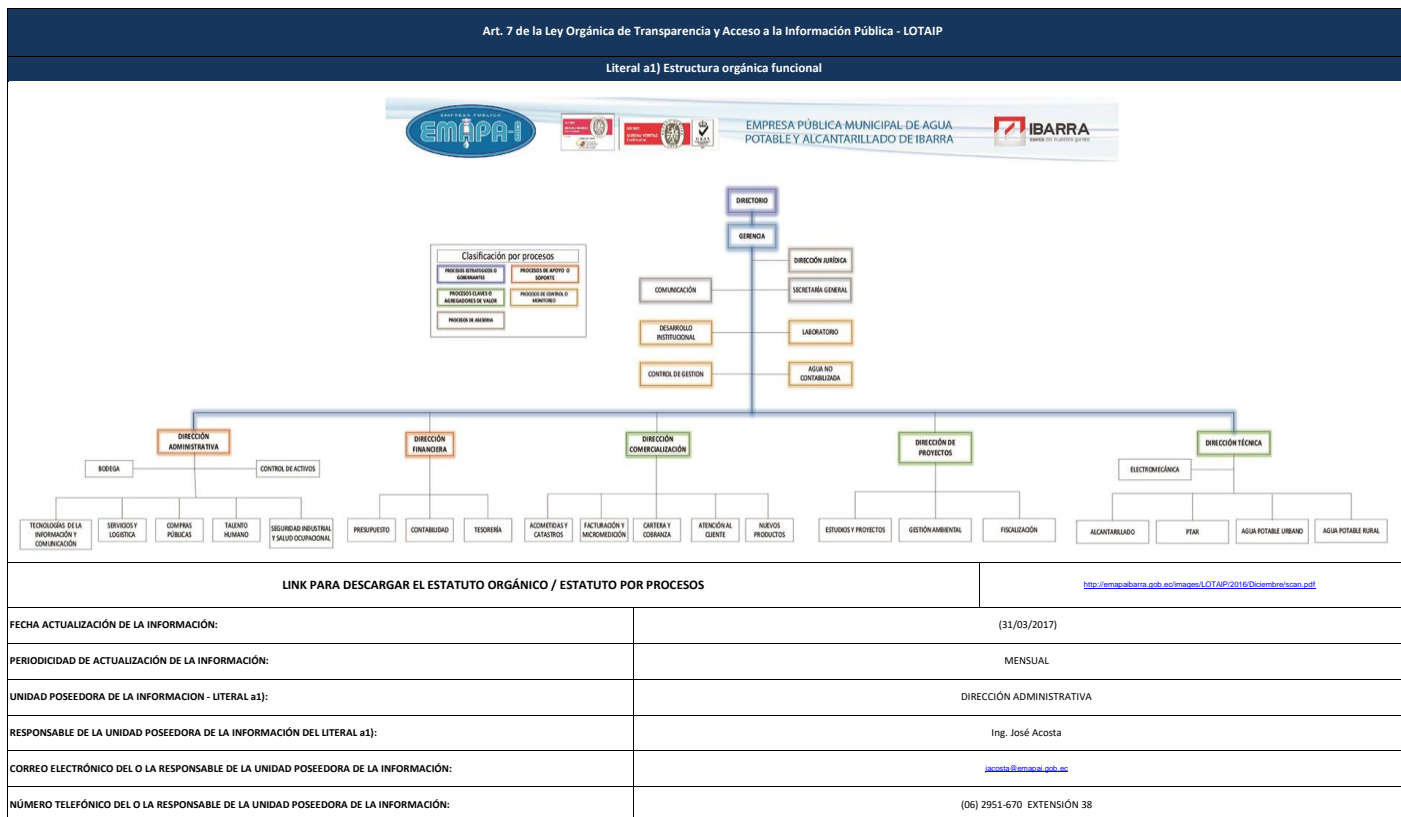 Art. 7 de la Ley Orgánica de Transparencia y Acceso a la Información Pública - LOTAIP
Literal a1) Estructura orgánica funcional
EMPRESA PÚBLICA
EMAPA-I
EMPRESA PÚBLICA MUNICIPAL DE AGUA
POTABLE Y ALCANTARILLADO DE IBARRA
IBARRA
DIRECTORIO
GERENCIA
Clasificación por procesos
PROCESOS ESTRATEGICOS O
GOBERNANTES
PROCESOS DE APOYO O
SOPORTE
PROCESOS CLAVES O
AGREGADORES DE VALOR
PROCESOS DE CONTROL O
MONITOREO
PROCESOS DE ASESORIA
DIRECCIÓN JURÍDICA
COMUNICACIÓN
SECRETARÍA GENERAL
DESARROLLO
INSTITUCIONAL
LABORATORIO
CONTROL DE GESTION
AGUA NO
CONTABILIZADA
DIRECCIÓN
ADMINISTRATIVA
DIRECCIÓN
FINANCIERA
DIRECCIÓN
COMERCIALIZACIÓN
DIRECCIÓN DE
PROYECTOS
DIRECCIÓN TÉCNICA
BODEGA
CONTROL DE ACTIVOS
ELECTROMECÁNICA
TECNOLOGÍAS DE LA
INFORMACIÓN Y
COMUNICACIÓN
SERVICIOS Y
LOGISTICA
COMPRAS
PÚBLICAS
TALENTO
HUMANO
SEGURIDAD INDUSTRIAL
Y SALUD OCUPACIONAL
PRESUPUESTO
CONTABILIDAD
TESORERÍA
ACOMETIDAS Y
CATASTROS
FACTURACIÓN Y
MICROMEDICIÓN
CARTERA Y
COBRANZA
ATENCIÓN AL
CLIENTE
NUEVOS
PRODUCTOS
ESTUDIOS Y PROYECTOS
GESTIÓN AMBIENTAL
FISCALIZACIÓN
ALCANTARILLADO
PTAR
AGUA POTABLE URBANO
AGUA POTABLE RURAL
LINK PARA DESCARGAR EL ESTATUTO ORGÁNICO / ESTATUTO POR PROCESOS
http://emapaibarra.gob.ec/images/LOTAIP/2016/Diciembre/scan.pdf
FECHA ACTUALIZACIÓN DE LA INFORMACIÓN:
(31/03/2017)
PERIODICIDAD DE ACTUALIZACIÓN DE LA INFORMACIÓN:
MENSUAL
UNIDAD POSEEDORA DE LA INFORMACION - LITERAL a1):
DIRECCIÓN ADMINISTRATIVA
RESPONSABLE DE LA UNIDAD POSEEDORA DE LA INFORMACIÓN DEL LITERAL a1):
Ing. José Acosta
CORREO ELECTRÓNICO DEL O LA RESPONSABLE DE LA UNIDAD POSEEDORA DE LA INFORMACIÓN:
jacosta@emapai.gob.ec
NÚMERO TELEFÓNICO DEL O LA RESPONSABLE DE LA UNIDAD POSEEDORA DE LA INFORMACIÓN:
(06) 2951-670 EXTENSIÓN 38